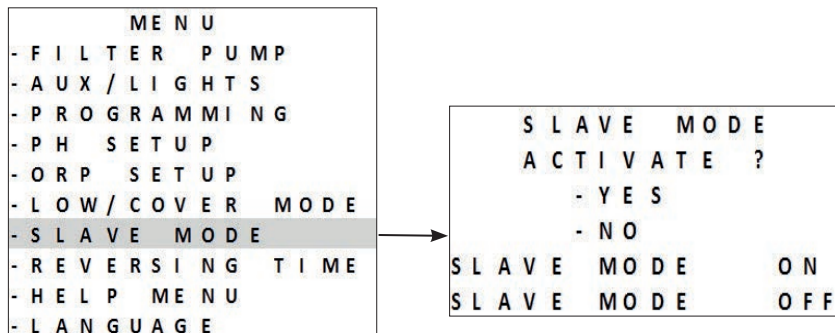 MENU
-FILTER PUMP
-AUX/LIGHTS
-PROGRAMMING
-PH SETUP
-ORP SETUP
-LOW/COVER MODE
-SLAVE MODE
-REVERSING TIME
-HELP MENU
-LANGUAGE
SLAVE MODE
ACTIVATE ?
-YES
-NO
SLAVE MODE ON
SLAVE MODE OFF